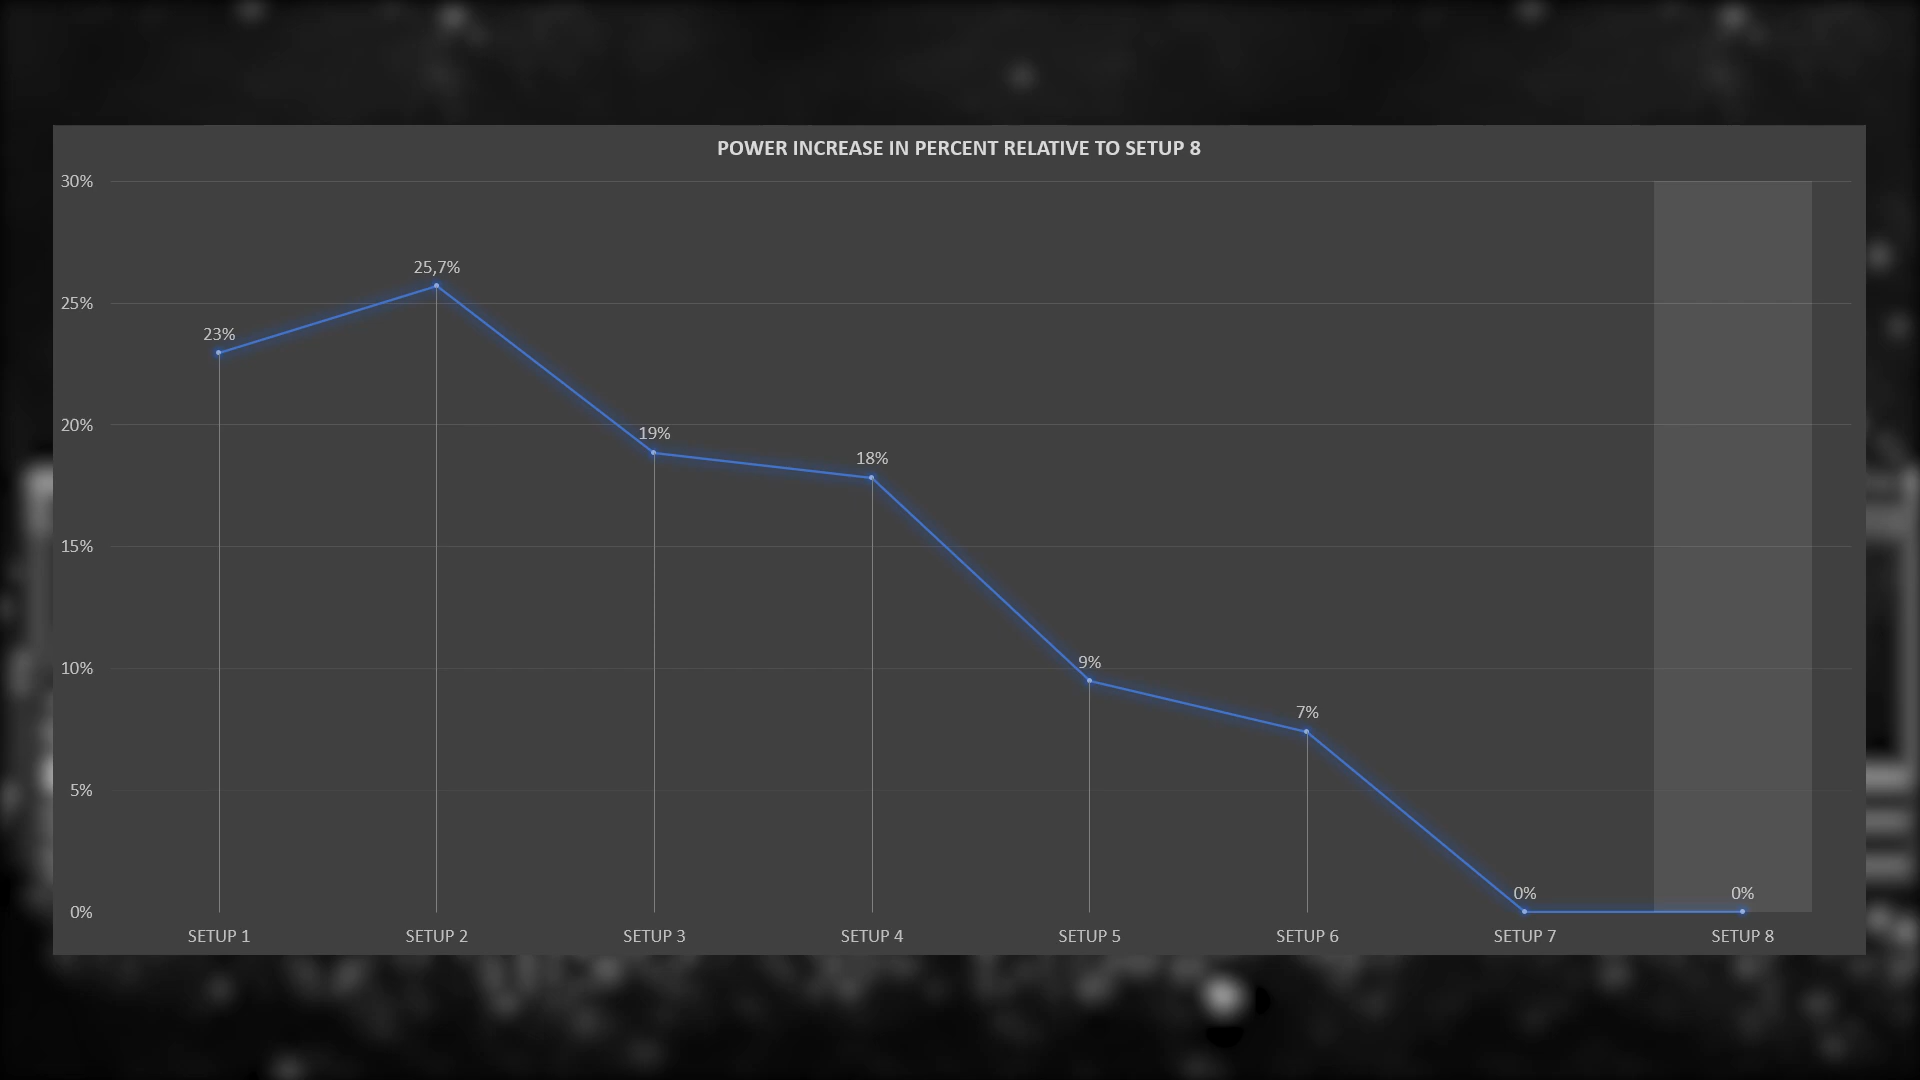 POWER INCREASE IN PERCENT RELATIVE TO SETUP 8
30%
25,7%
25%
23%
20%
19%
18%
15%
10%
9%
7%
5%
0%
0%
0%
SETUP 1
SETUP 2
SETUP 3
SETUP 4
SETUP 5
SETUP 6
SETUP 7
SETUP 8